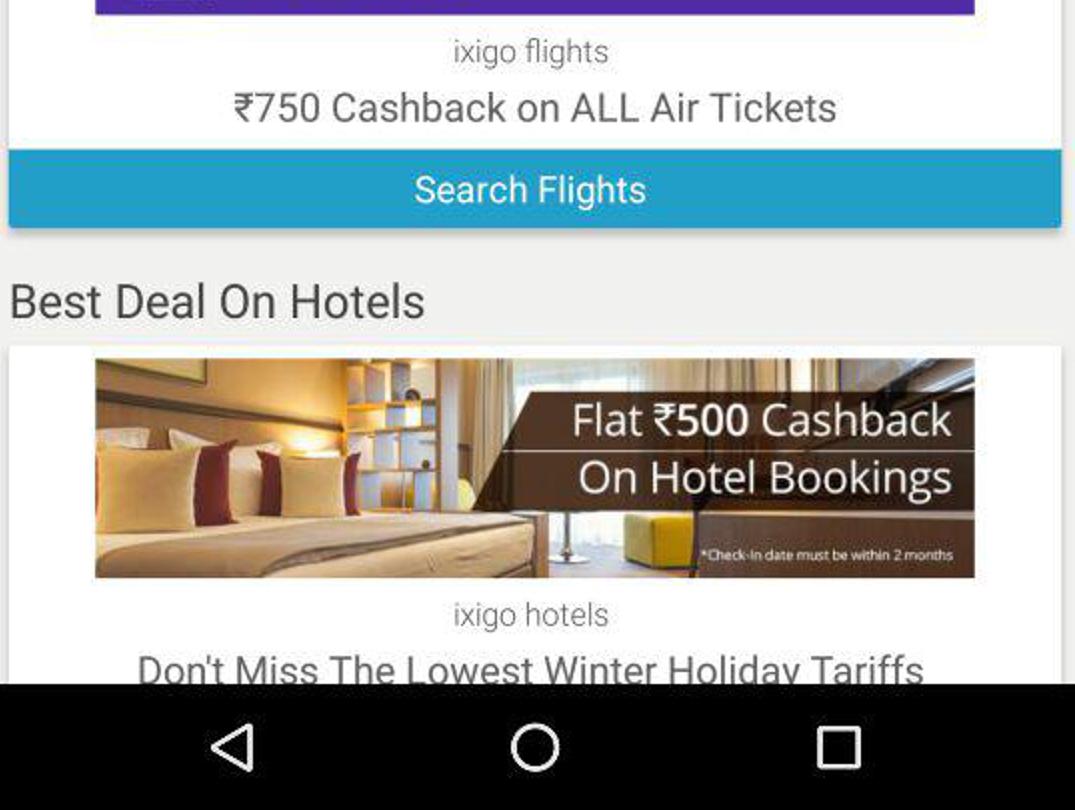 ixigo flights
₹750 Cashback on ALL Air Tickets
Search Flights
Best Deal On Hotels
Flat ₹500 Cashback
On Hotel Bookings
*Check-In date must be within 2 months
ixigo hotels
Don't Miss The Lowest Winter Holiday Tariffs